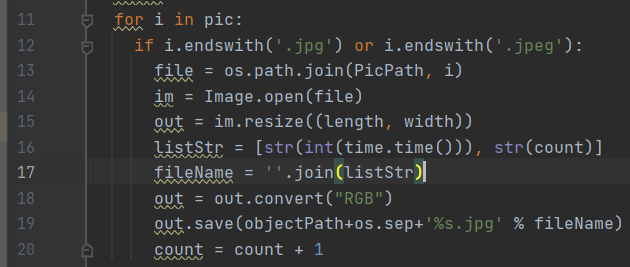 11 for i in pic:
12 if i.endswith('.jpg') or i.endswith('.jpeg'):
13 file = os.path.join(PicPath, i)
14 im = Image.open(file)
15 out = im.resize((length, width))
16 listStr = [str(int(time.time())), str(count)]
17 fileName = ''.join(listStr)
18 out = out.convert("RGB")
19 out.save(objectPath+os.sep+'%s.jpg' % fileName)
20 count = count + 1